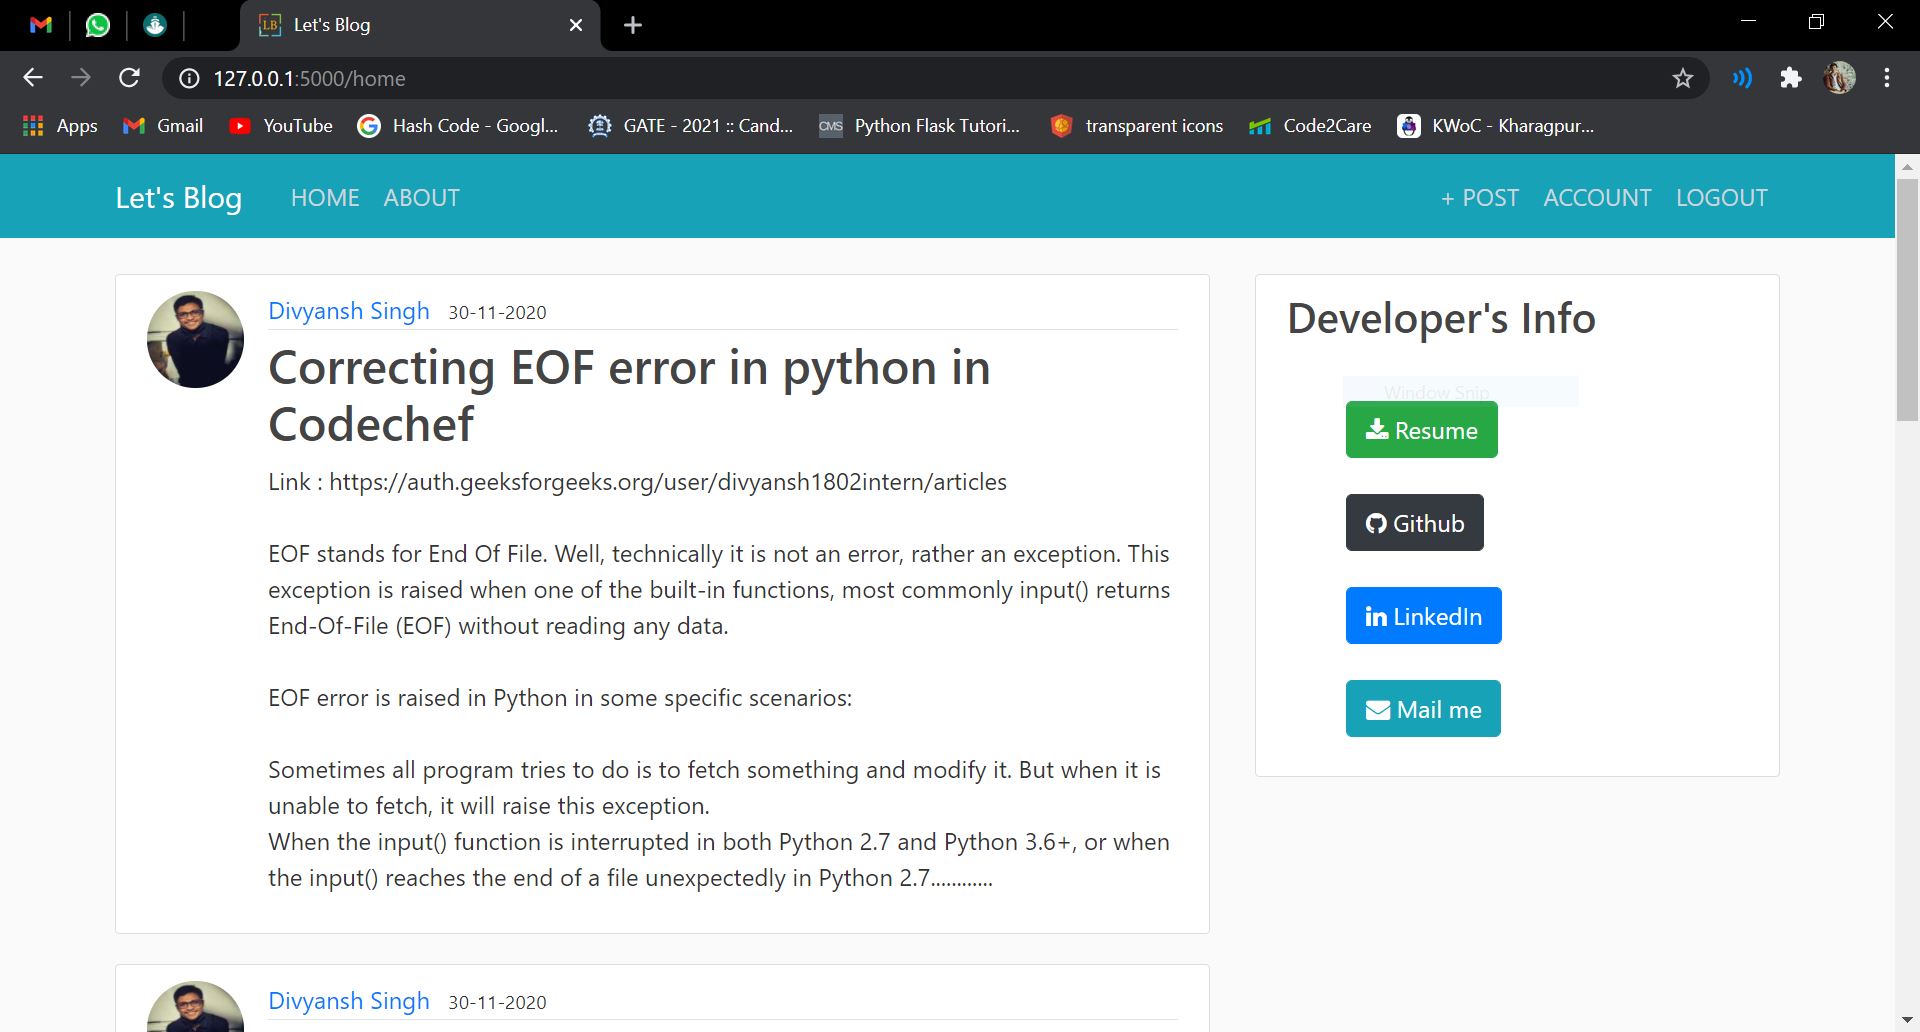 LB Let's Blog
127.0.0.1:5000/home
Apps Gmail YouTube Hash Code - Googl... GATE - 2021 :: Cand... CMS Python Flask Tutori... transparent icons Code2Care KWoC - Kharagpur...
Let's Blog HOME ABOUT + POST ACCOUNT LOGOUT
Divyansh Singh 30-11-2020
Correcting EOF error in python in
Codechef
Link : https://auth.geeksforgeeks.org/user/divyansh1802intern/articles
EOF stands for End Of File. Well, technically it is not an error, rather an exception. This
exception is raised when one of the built-in functions, most commonly input() returns
End-Of-File (EOF) without reading any data.
EOF error is raised in Python in some specific scenarios:
Sometimes all program tries to do is to fetch something and modify it. But when it is
unable to fetch, it will raise this exception.
When the input() function is interrupted in both Python 2.7 and Python 3.6+, or when
the input() reaches the end of a file unexpectedly in Python 2.7............
Divyansh Singh 30-11-2020
Developer's Info
Window Snip
Resume
Github
in LinkedIn
Mail me